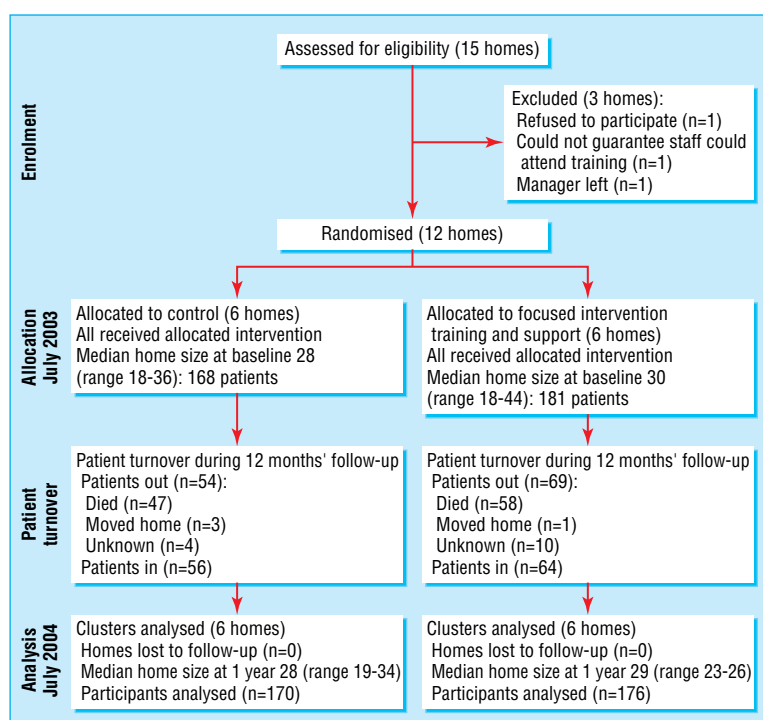 Enrolment
Assessed for eligibility (15 homes)
Excluded (3 homes):
Refused to participate (n=1)
Could not guarantee staff could
attend training (n=1)
Manager left (n=1)
Randomised (12 homes)
Allocation
July 2003
Allocated to control (6 homes)
All received allocated intervention
Median home size at baseline 28
(range 18-36): 168 patients
Allocated to focused intervention
training and support (6 homes)
All received allocated intervention
Median home size at baseline 30
(range 18-44): 181 patients
Patient
turnover
Patient turnover during 12 months' follow-up
Patients out (n=54):
Died (n=47)
Moved home (n=3)
Unknown (n=4)
Patients in (n=56)
Patient turnover during 12 months' follow-up
Patients out (n=69):
Died (n=58)
Moved home (n=1)
Unknown (n=10)
Patients in (n=64)
Analysis
July 2004
Clusters analysed (6 homes)
Homes lost to follow-up (n=0)
Median home size at 1 year 28 (range 19-34)
Participants analysed (n=170)
Clusters analysed (6 homes)
Homes lost to follow-up (n=0)
Median home size at 1 year 29 (range 23-26)
Participants analysed (n=176)